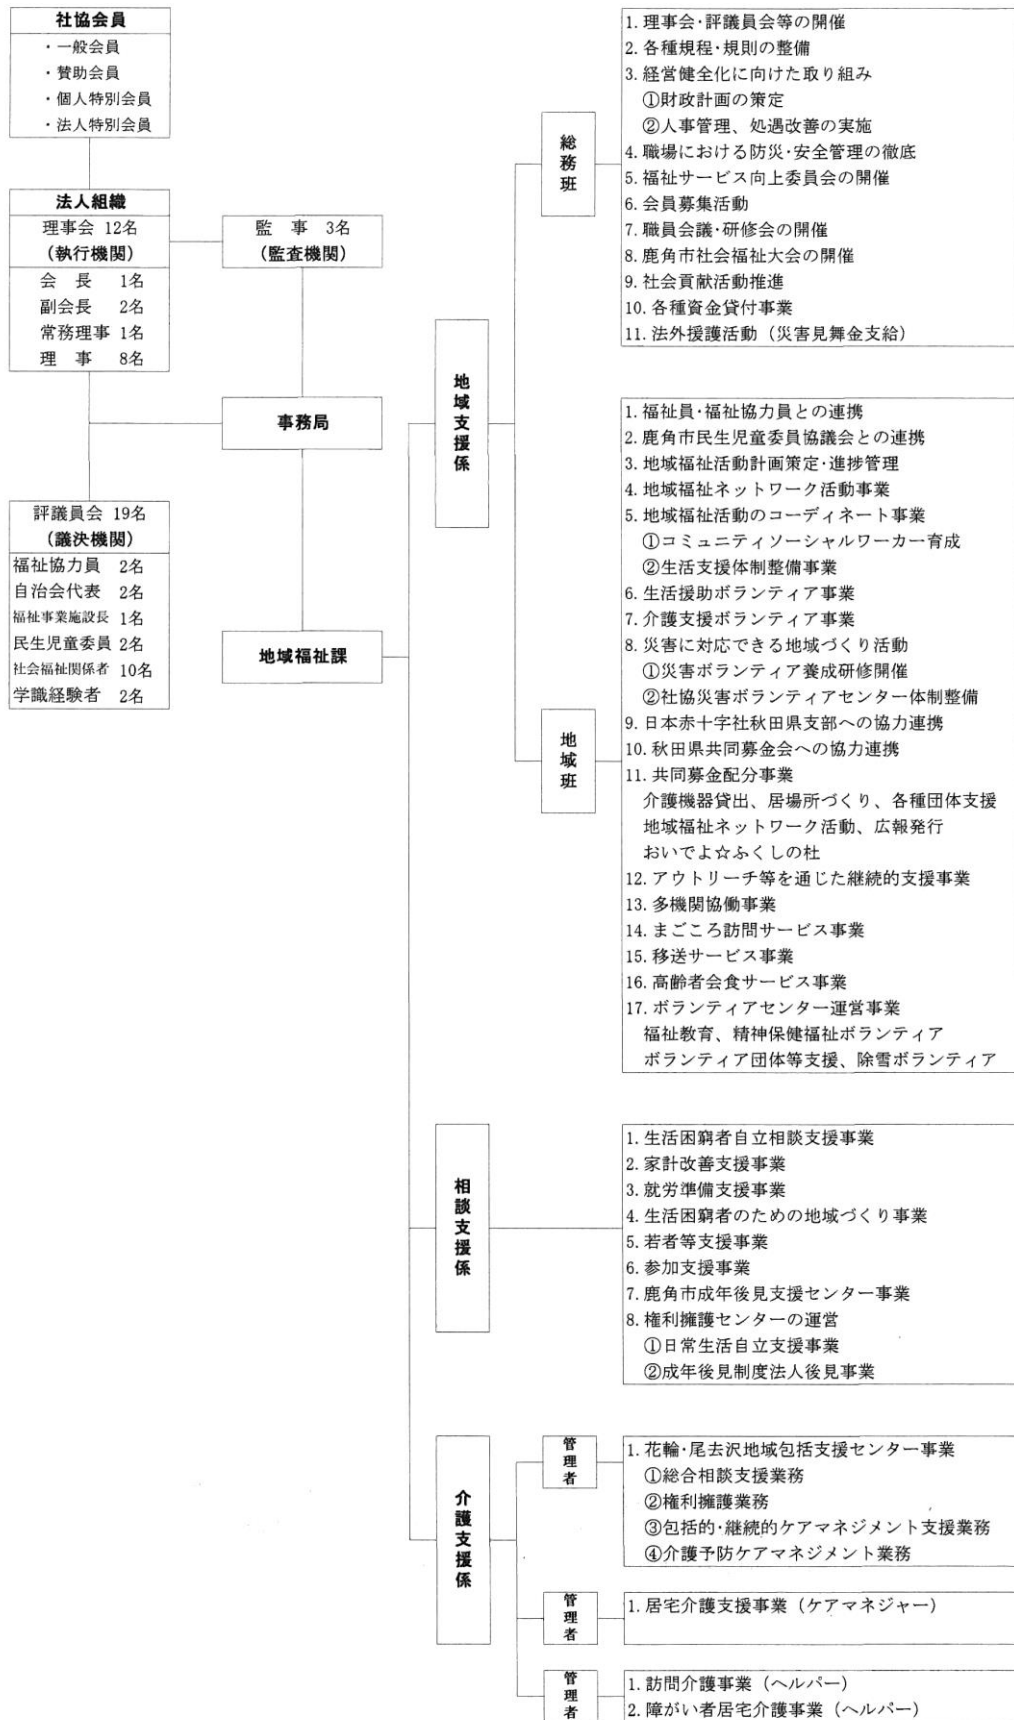 社協会員
・一般会員
・賛助会員
・個人特別会員
・法人特別会員
法人組織
理事会 12名
(執行機関)
会　長　1名
副会長　2名
常務理事 1名
理　事　8名
監　事　3名
(監査機関)
事務局
評議員会 19名
(議決機関)
福祉協力員　2名
自治会代表　2名
福祉事業施設長　1名
民生児童委員　2名
社会福祉関係者　10名
学識経験者　2名
地域福祉課
地域支援係
総務班
1. 理事会・評議員会等の開催
2. 各種規程・規則の整備
3. 経営健全化に向けた取り組み
①財政計画の策定
②人事管理、処遇改善の実施
4. 職場における防災・安全管理の徹底
5. 福祉サービス向上委員会の開催
6. 会員募集活動
7. 職員会議・研修会の開催
8. 鹿角市社会福祉大会の開催
9. 社会貢献活動推進
10. 各種資金貸付事業
11. 法外援護活動（災害見舞金支給）
地域班
1. 福祉員・福祉協力員との連携
2. 鹿角市民生児童委員協議会との連携
3. 地域福祉活動計画策定・進捗管理
4. 地域福祉ネットワーク活動事業
5. 地域福祉活動のコーディネート事業
①コミュニティソーシャルワーカー育成
②生活支援体制整備事業
6. 生活援助ボランティア事業
7. 介護支援ボランティア事業
8. 災害に対応できる地域づくり活動
①災害ボランティア養成研修開催
②社協災害ボランティアセンター体制整備
9. 日本赤十字社秋田県支部への協力連携
10. 秋田県共同募金会への協力連携
11. 共同募金配分事業
介護機器貸出、居場所づくり、各種団体支援
地域福祉ネットワーク活動、広報発行
おいでよ☆ふくしの杜
12. アウトリーチ等を通じた継続的支援事業
13. 多機関協働事業
14. まごころ訪問サービス事業
15. 移送サービス事業
16. 高齢者会食サービス事業
17. ボランティアセンター運営事業
福祉教育、精神保健福祉ボランティア
ボランティア団体等支援、除雪ボランティア
相談支援係
1. 生活困窮者自立相談支援事業
2. 家計改善支援事業
3. 就労準備支援事業
4. 生活困窮者のための地域づくり事業
5. 若者等支援事業
6. 参加支援事業
7. 鹿角市成年後見支援センター事業
8. 権利擁護センターの運営
①日常生活自立支援事業
②成年後見制度法人後見事業
介護支援係
管理者
1. 花輪・尾去沢地域包括支援センター事業
①総合相談支援業務
②権利擁護業務
③包括的・継続的ケアマネジメント支援業務
④介護予防ケアマネジメント業務
管理者
1. 居宅介護支援事業（ケアマネジャー）
管理者
1. 訪問介護事業（ヘルパー）
2. 障がい者居宅介護事業（ヘルパー）